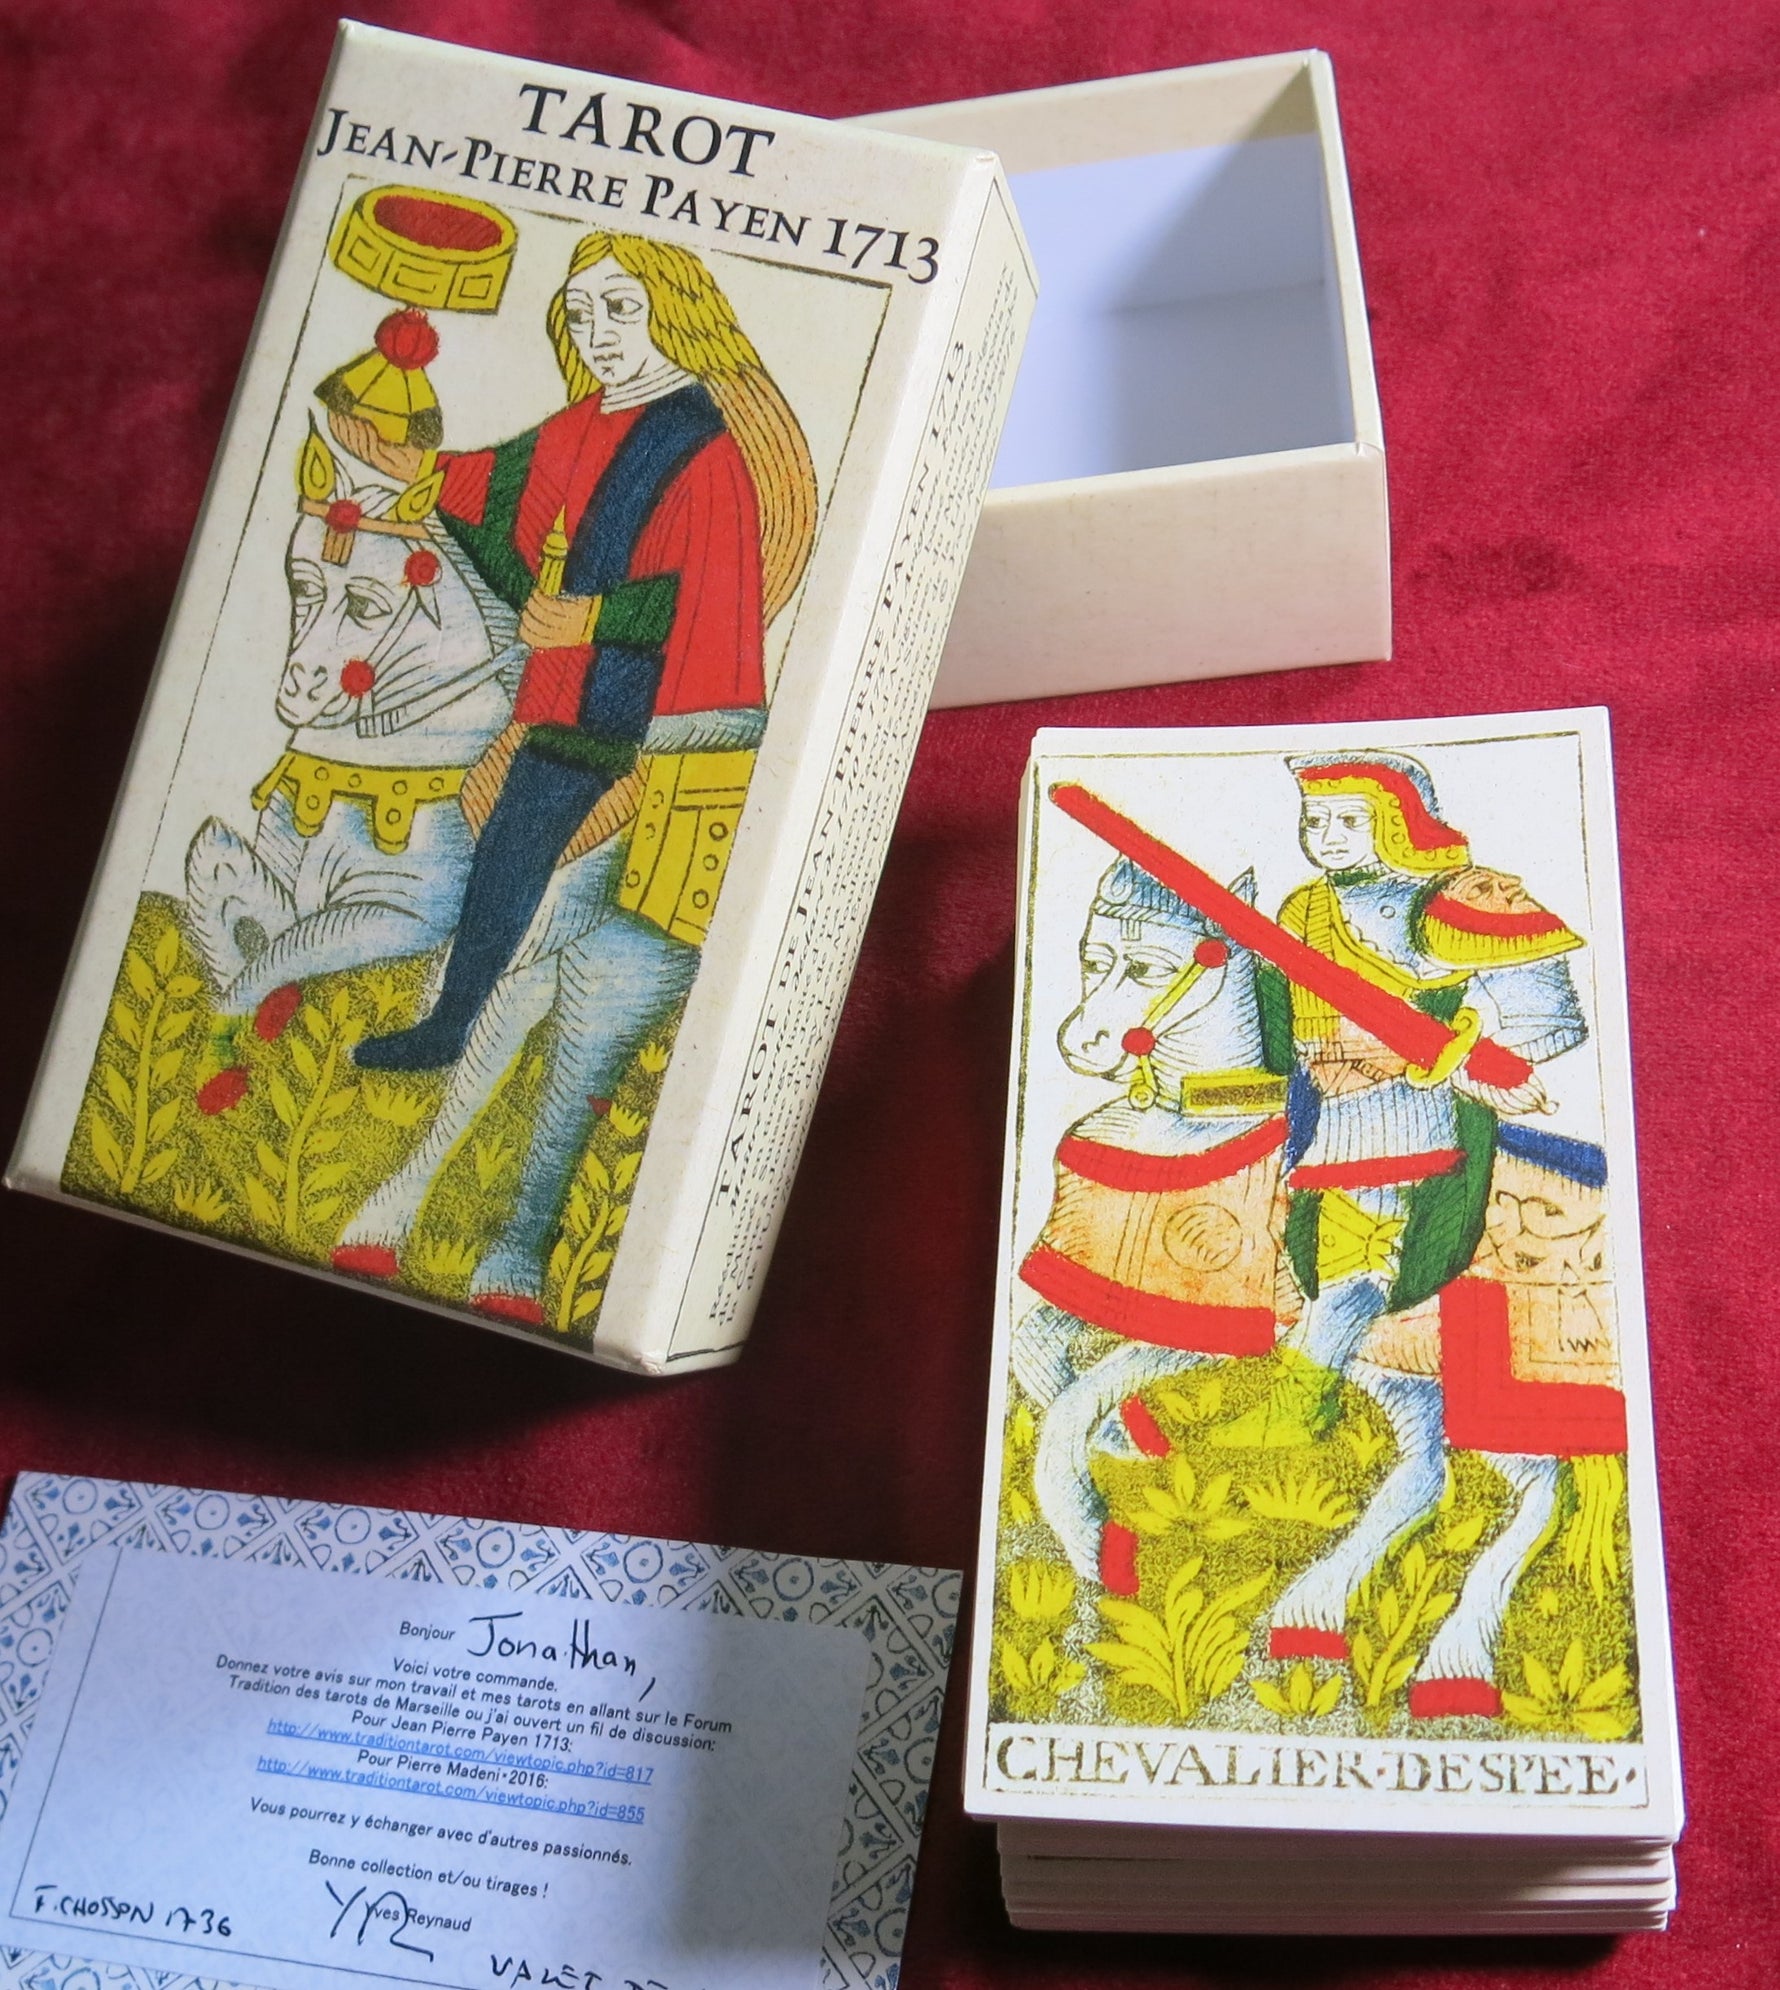 TAROT
JEAN-PIERRE PAYEN 1713
TAROT DE JEAN-PIERRE PAYEN 1713
CHEVALIER·DESPEE·
Bonjour Jonathan,
Voici votre commande.
Donnez votre avis sur mon travail et mes tarots en allant sur le Forum
Tradition des tarots de Marseille ou j'ai ouvert un fil de discussion:
Pour Jean Pierre Payen 1713:
http://www.traditiontarot.com/viewtopic.php?id=817
Pour Pierre Madeni·2016:
http://www.traditiontarot.com/viewtopic.php?id=855
Vous pourrez y échanger avec d'autres passionnés.
Bonne collection et/ou tirages !
Yves Reynaud
F. CHOSSON 1736
VALET DE